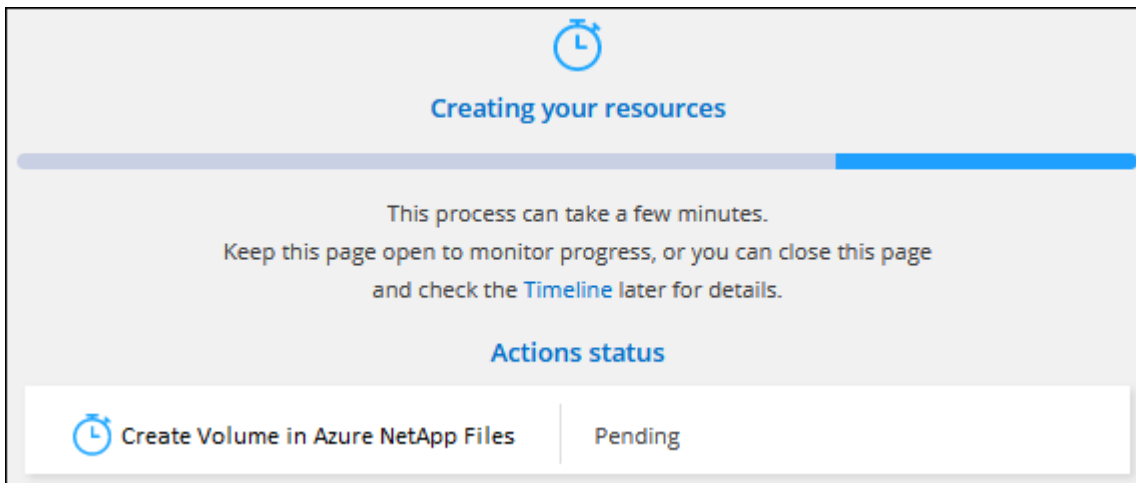 Creating your resources
This process can take a few minutes.
Keep this page open to monitor progress, or you can close this page
and check the Timeline later for details.
Actions status
Create Volume in Azure NetApp Files Pending